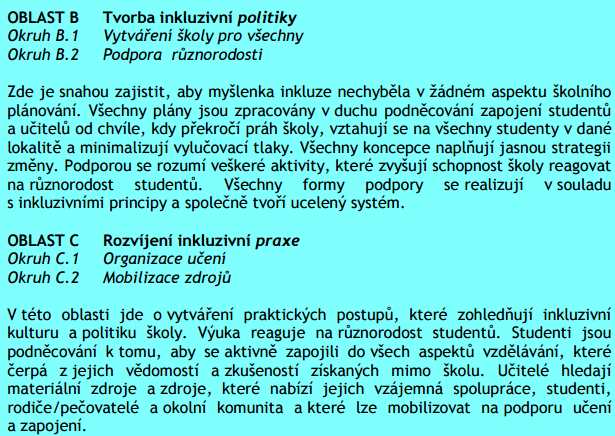 OBLAST B Tvorba inkluzivní politiky
Okruh B.1 Vytváření školy pro všechny
Okruh B.2 Podpora různorodosti
Zde je snahou zajistit, aby myšlenka inkluze nechyběla v žádném aspektu školního
plánování. Všechny plány jsou zpracovány v duchu podněcování zapojení studentů
a učitelů od chvíle, kdy překročí práh školy, vztahují se na všechny studenty v dané
lokalitě a minimalizují vylučovací tlaky. Všechny koncepce naplňují jasnou strategii
změny. Podporou se rozumí veškeré aktivity, které zvyšují schopnost školy reagovat
na různorodost studentů. Všechny formy podpory se realizují v souladu
s inkluzivními principy a společně tvoří ucelený systém.
OBLAST C Rozvíjení inkluzivní praxe
Okruh C.1 Organizace učení
Okruh C.2 Mobilizace zdrojů
V této oblasti jde o vytváření praktických postupů, které zohledňují inkluzivní
kulturu a politiku školy. Výuka reaguje na různorodost studentů. Studenti jsou
podněcování k tomu, aby se aktivně zapojili do všech aspektů vzdělávání, které
čerpá z jejich vědomostí a zkušeností získaných mimo školu. Učitelé hledají
materiální zdroje a zdroje, které nabízí jejich vzájemná spolupráce, studenti,
rodiče/pečovatelé a okolní komunita a které lze mobilizovat na podporu učení
a zapojení.